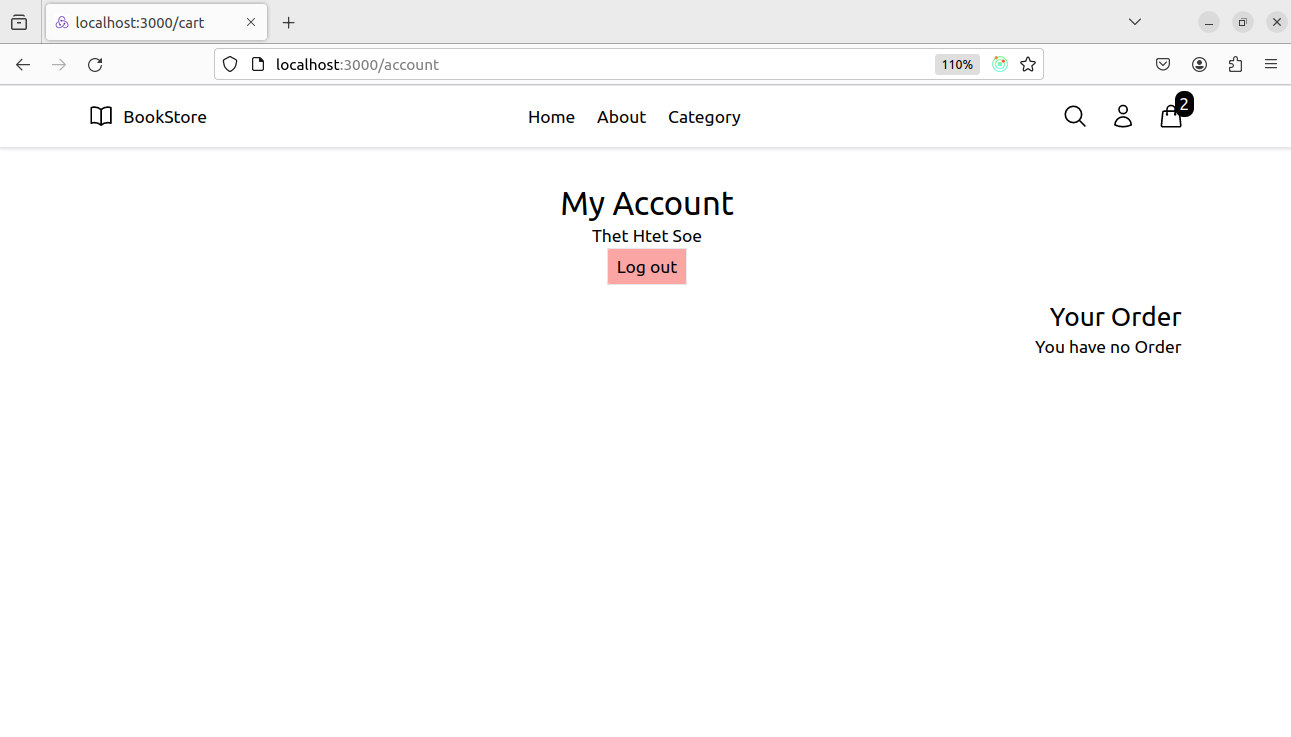 localhost:3000/cart
localhost:3000/account
110%
BookStore
Home About Category
2
My Account
Thet Htet Soe
Log out
Your Order
You have no Order